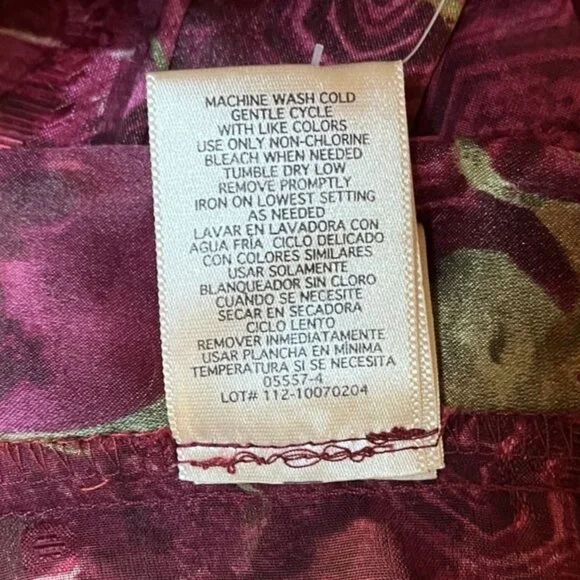 MACHINE WASH COLD
GENTLE CYCLE
WITH LIKE COLORS
USE ONLY NON-CHLORINE
BLEACH WHEN NEEDED
TUMBLE DRY LOW
REMOVE PROMPTLY
IRON ON LOWEST SETTING
AS NEEDED
LAVAR EN LAVADORA CON
AGUA FRÍA CICLO DELICADO
CON COLORES SIMILARES
USAR SOLAMENTE
BLANQUEADOR SIN CLORO
CUANDO SE NECESITE
SECAR EN SECADORA
CICLO LENTO
REMOVER INMEDIATAMENTE
USAR PLANCHA EN MÍNIMA
TEMPERATURA SI SE NECESITA
05557-4
LOT# 112-10070204